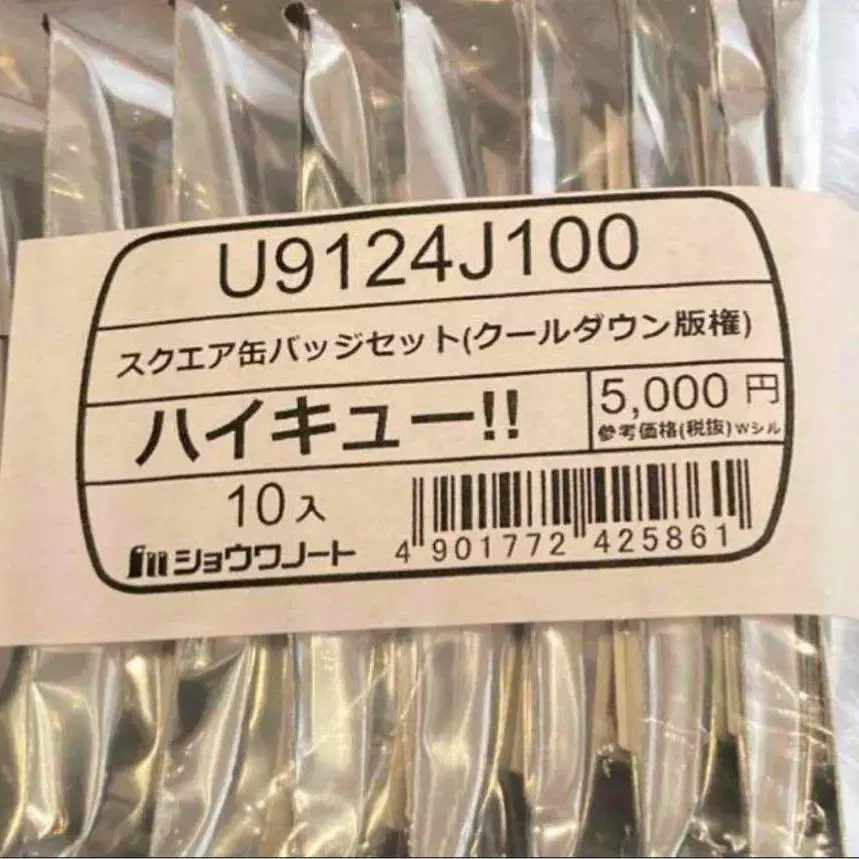 U9124J100
スクエア缶バッジセット(クールダウン版権)
ハイキュー!!
5,000 円
参考価格(税抜)Wシル
10入
ショウワノート
4 901772 425861